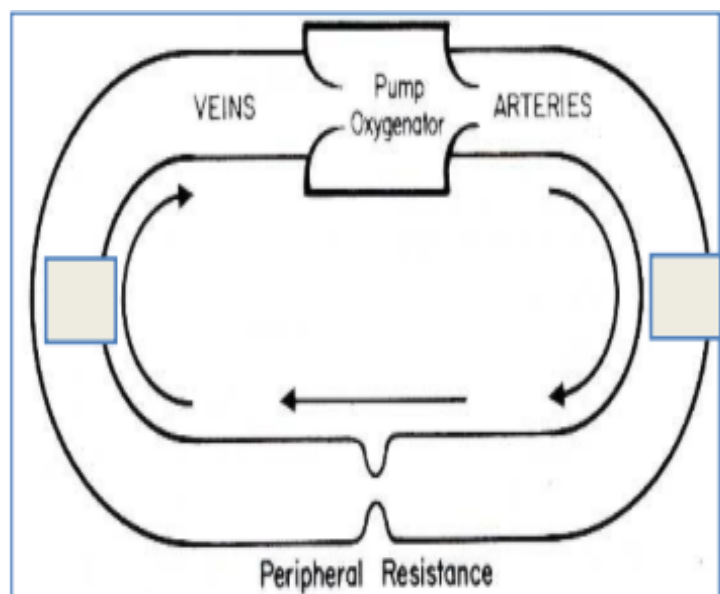 VEINS
Pump
Oxygenator
ARTERIES
Peripheral Resistance